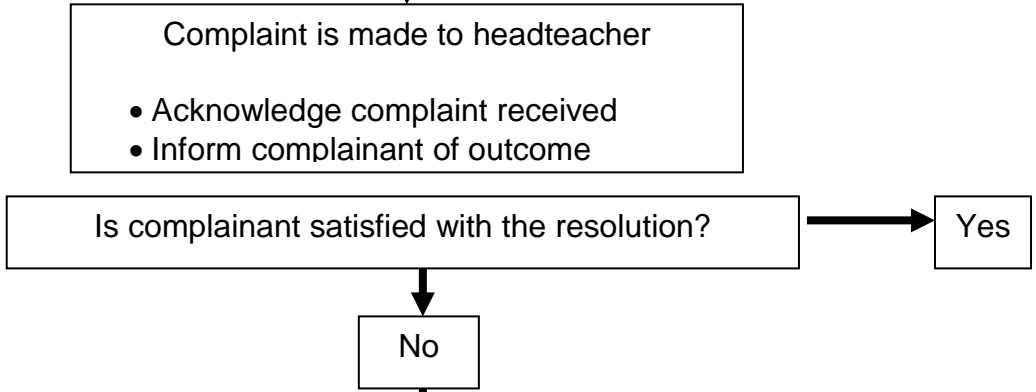 Complaint is made to headteacher
• Acknowledge complaint received
• Inform complainant of outcome
Is complainant satisfied with the resolution?
Yes
No